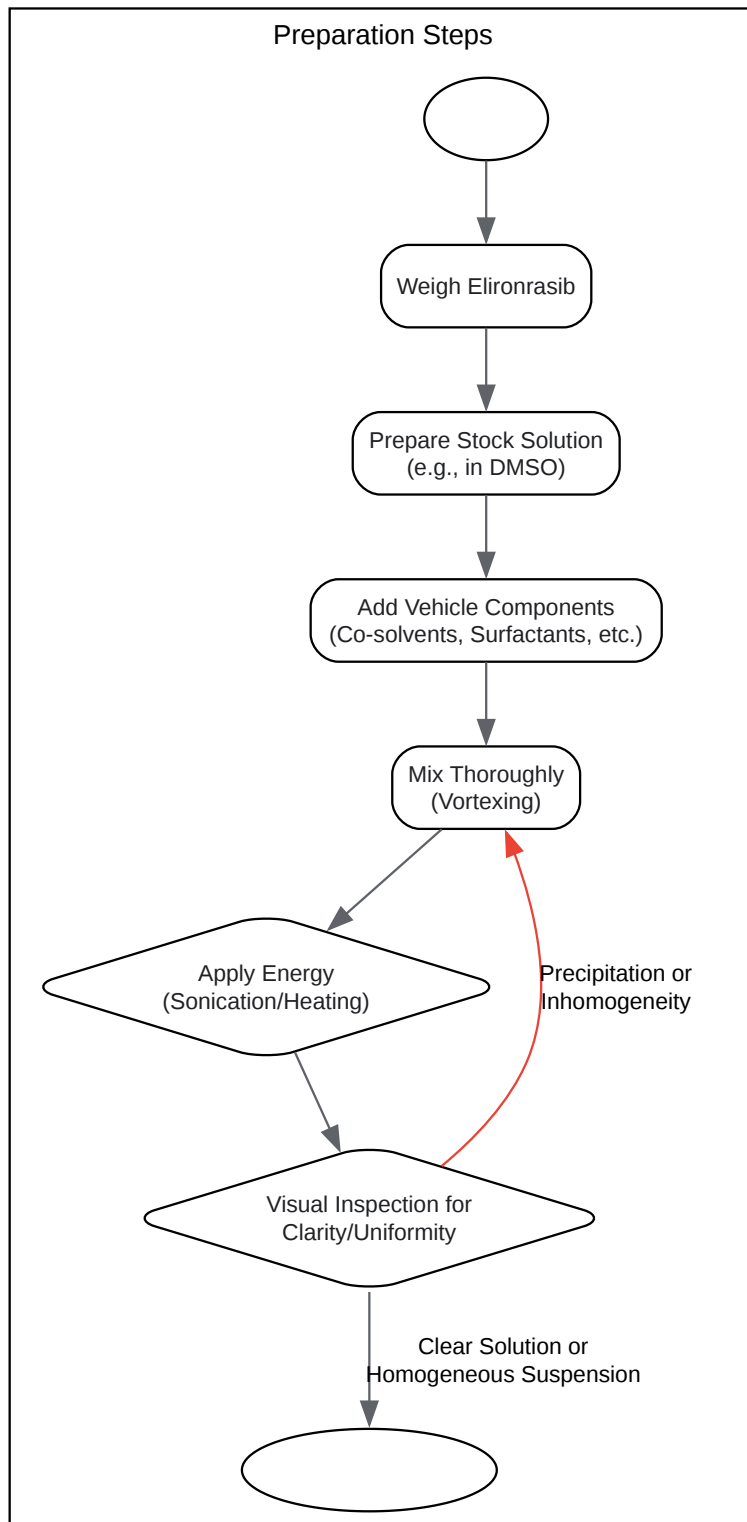 Preparation Steps
Weigh Elironrasib
Prepare Stock Solution
(e.g., in DMSO)
Add Vehicle Components
(Co-solvents, Surfactants, etc.)
Mix Thoroughly
(Vortexing)
Apply Energy
(Sonication/Heating)
Precipitation or
Inhomogeneity
Visual Inspection for
Clarity/Uniformity
Clear Solution or
Homogeneous Suspension